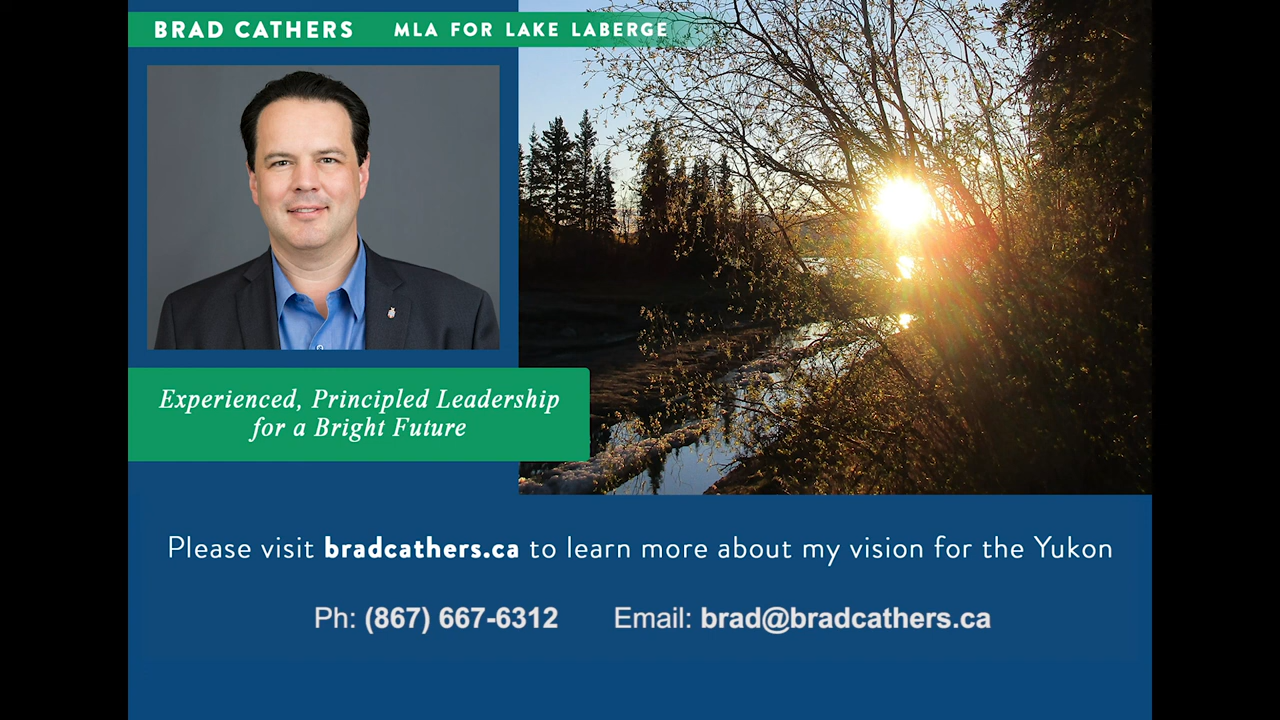 BRAD CATHERS MLA FOR LAKE LABERGE
Experienced, Principled Leadership
for a Bright Future
Please visit bradcathers.ca to learn more about my vision for the Yukon
Ph: (867) 667-6312 Email: brad@bradcathers.ca